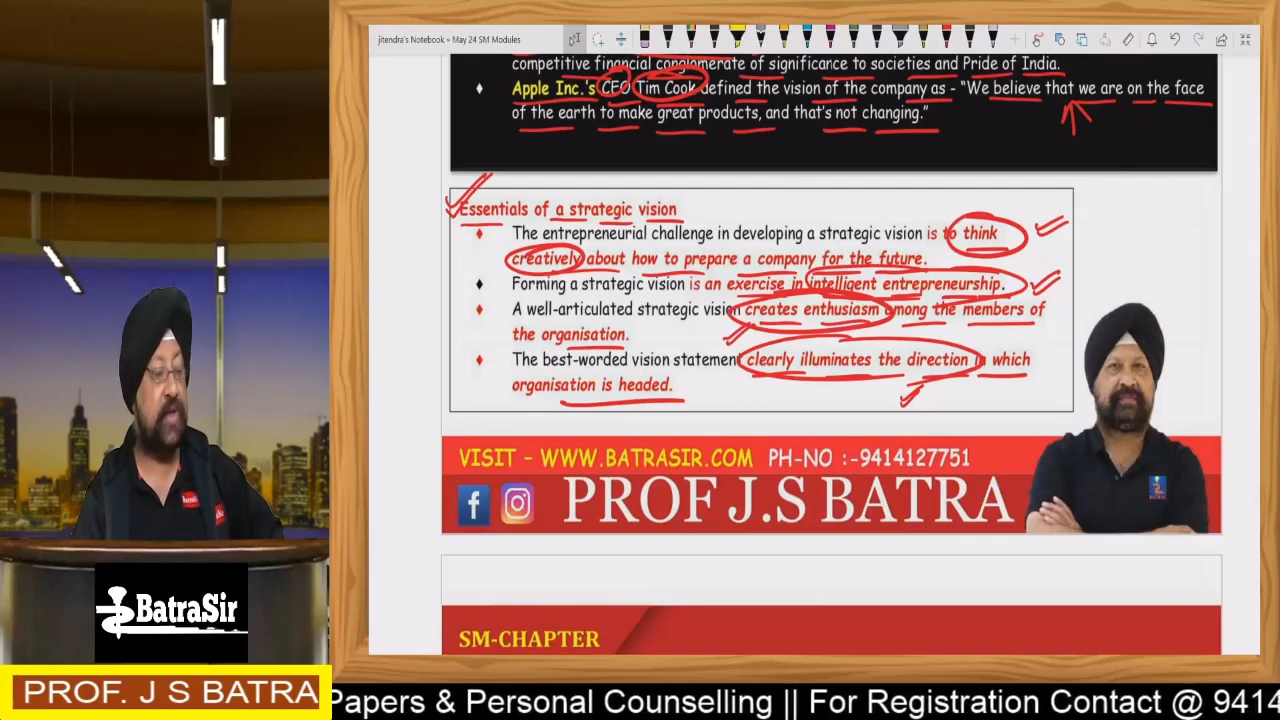 jitendra's Notebook » May 24 SM Modules
competitive financial conglomerate of significance to societies and Pride of India.
♦ Apple Inc.'s CEO Tim Cook defined the vision of the company as - “We believe that we are on the face
of the earth to make great products, and that's not changing.”
Essentials of a strategic vision
♦ The entrepreneurial challenge in developing a strategic vision is to think
creatively about how to prepare a company for the future.
♦ Forming a strategic vision is an exercise in intelligent entrepreneurship.
♦ A well-articulated strategic vision creates enthusiasm among the members of
the organisation.
♦ The best-worded vision statement clearly illuminates the direction in which
organisation is headed.
VISIT - WWW.BATRASIR.COM PH-NO :-9414127751
PROF J.S BATRA
SM-CHAPTER
BatraSir
PROF. J S BATRA
Papers & Personal Counselling || For Registration Contact @ 9414